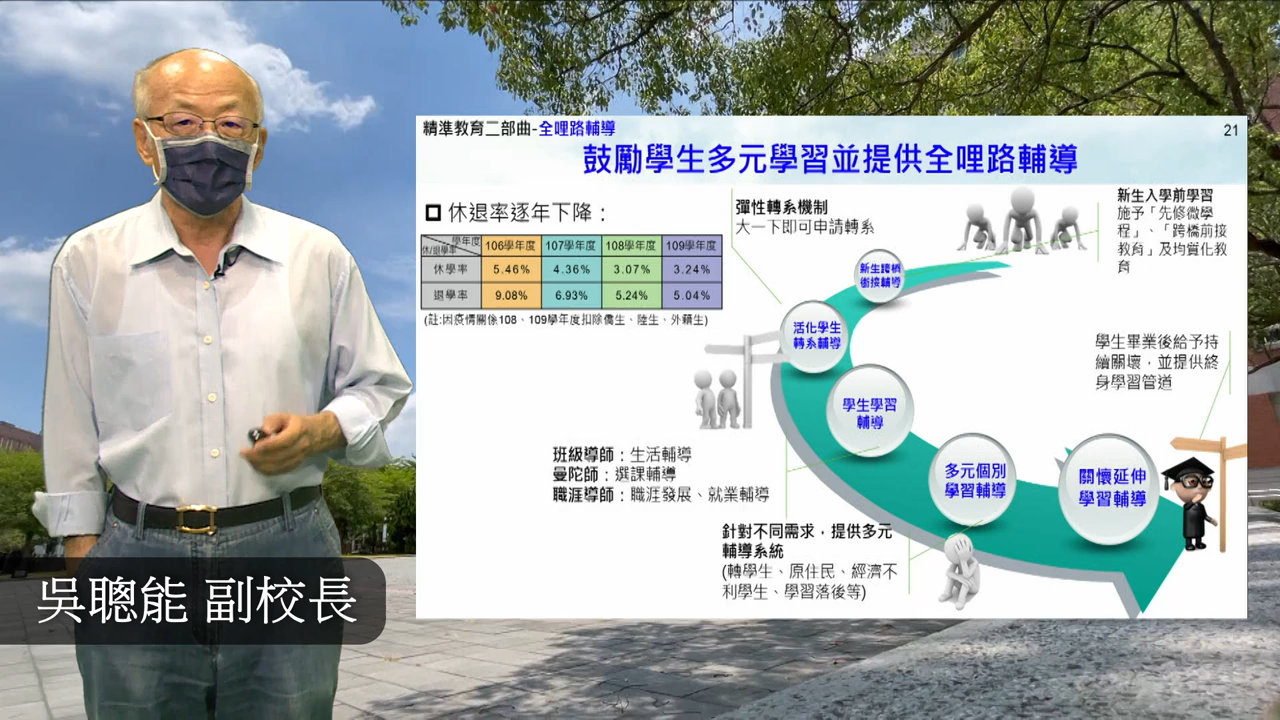 精準教育二部曲-全哩路輔導
21
鼓勵學生多元學習並提供全哩路輔導
休退率逐年下降：
學年度
休/退學率
106學年度 107學年度 108學年度 109學年度
休學率 5.46% 4.36% 3.07% 3.24%
退學率 9.08% 6.93% 5.24% 5.04%
(註:因疫情關係108、109學年度扣除僑生、陸生、外籍生)
彈性轉系機制
大一下即可申請轉系
新生入學前學習
施予「先修微學
程」、「跨橋前接
教育」及均質化教
育
新生跨楨
銜接輔導
活化學生
轉系輔導
學生學習
輔導
多元個別
學習輔導
關懷延伸
學習輔導
學生畢業後給予持
續關懷，並提供終
身學習管道
班級導師：生活輔導
曼陀師：選課輔導
職涯導師：職涯發展、就業輔導
針對不同需求，提供多元
輔導系統
(轉學生、原住民、經濟不
利學生、學習落後等)
吳聰能 副校長